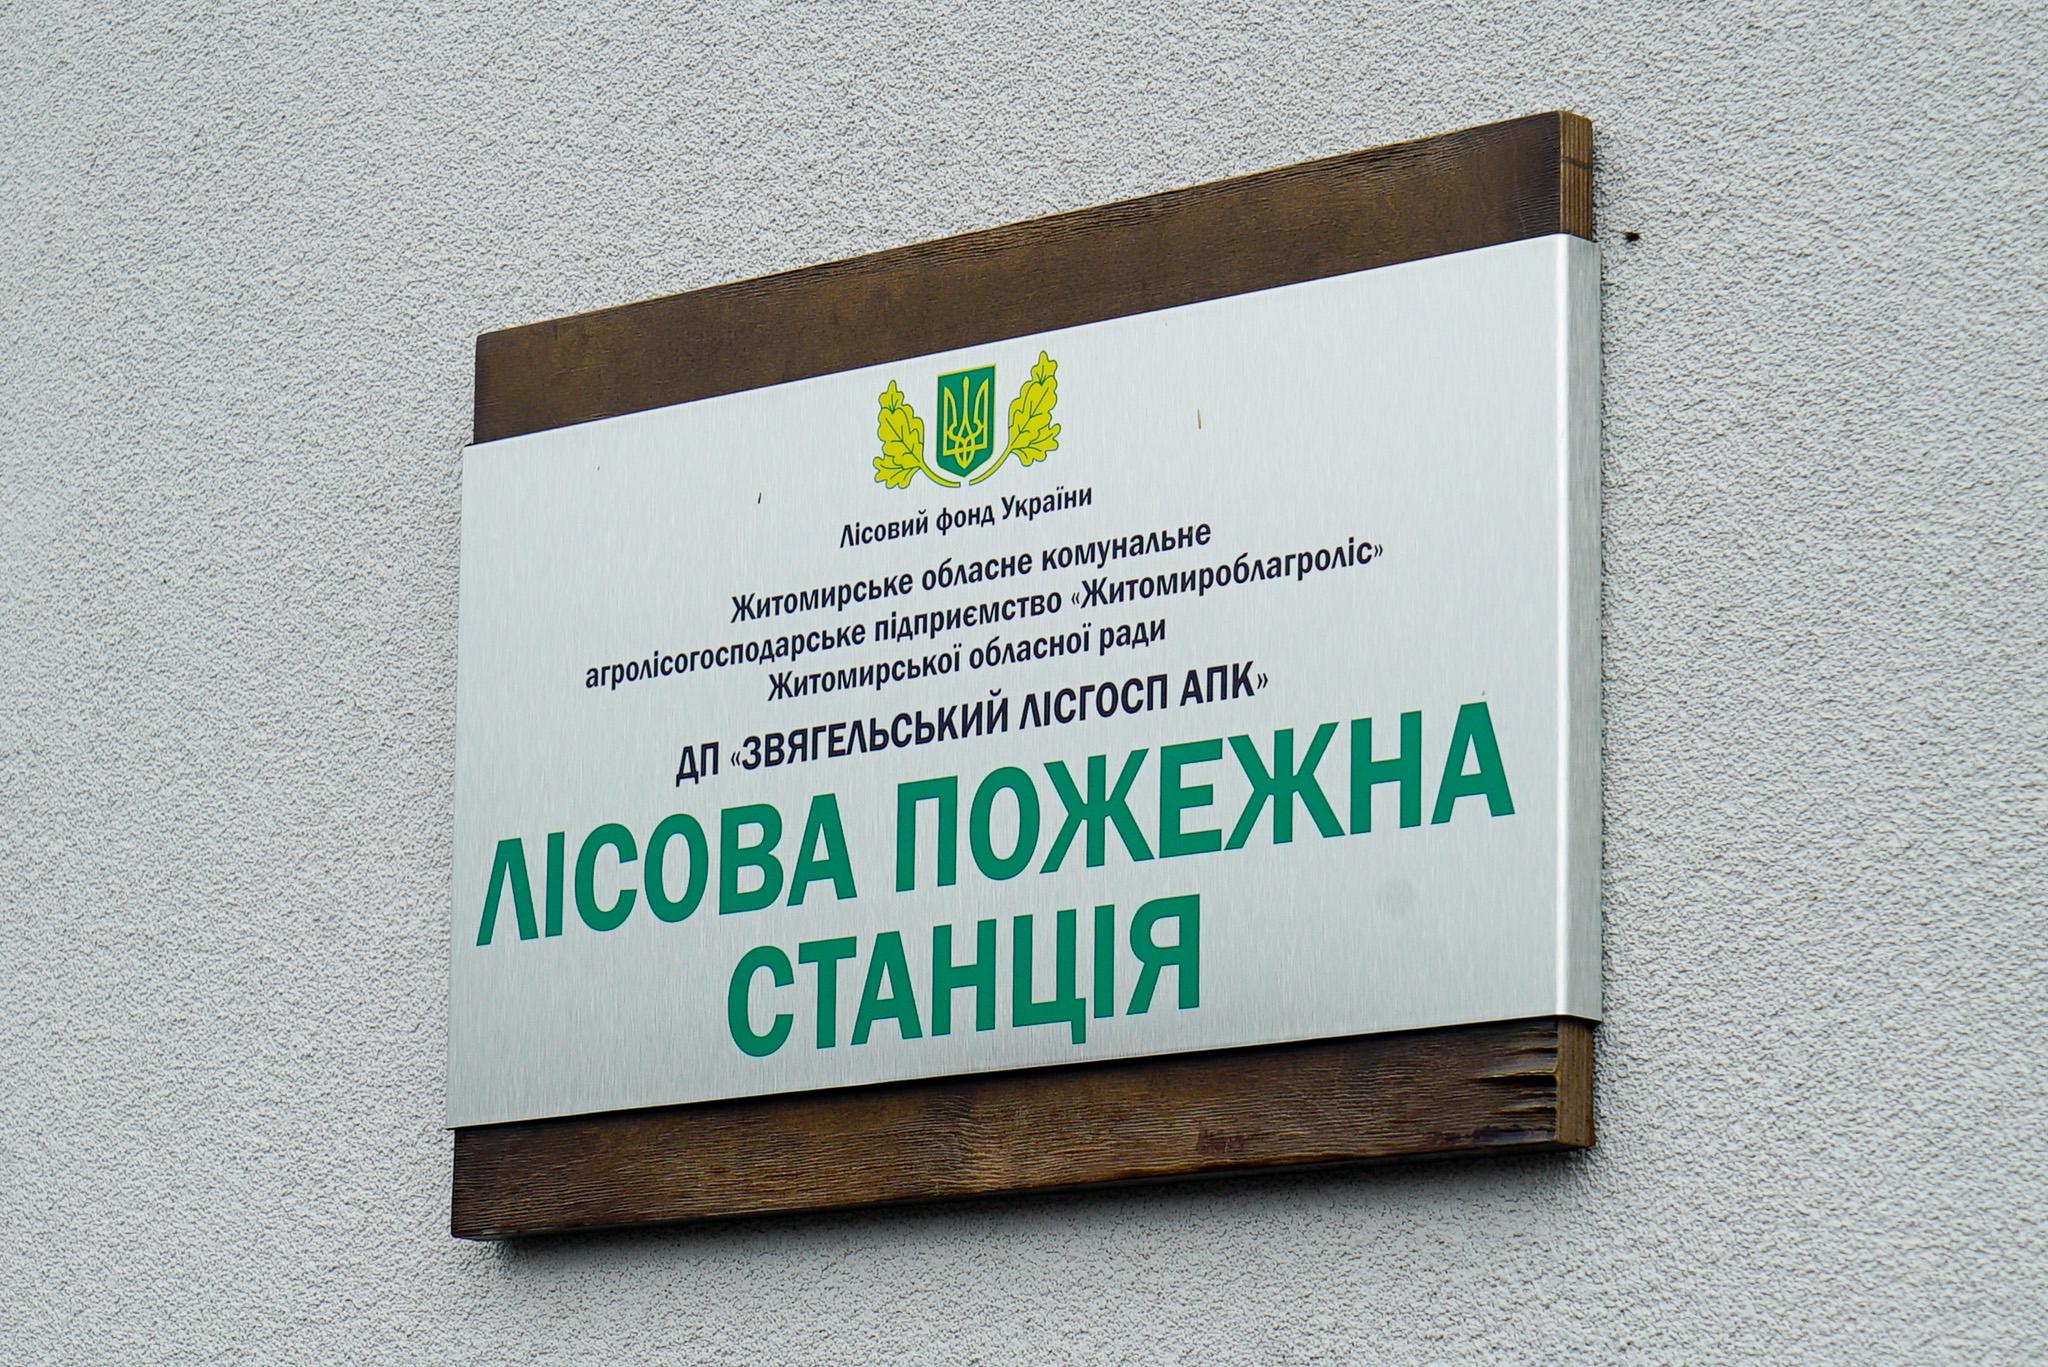 Лісовий фонд України
Житомирське обласне комунальне
агролісогосподарське підприємство «Житомироблагроліс»
Житомирської обласної ради
ДП «ЗВЯГЕЛЬСЬКИЙ ЛІСГОСП АПК»
ЛІСОВА ПОЖЕЖНА
СТАНЦІЯ